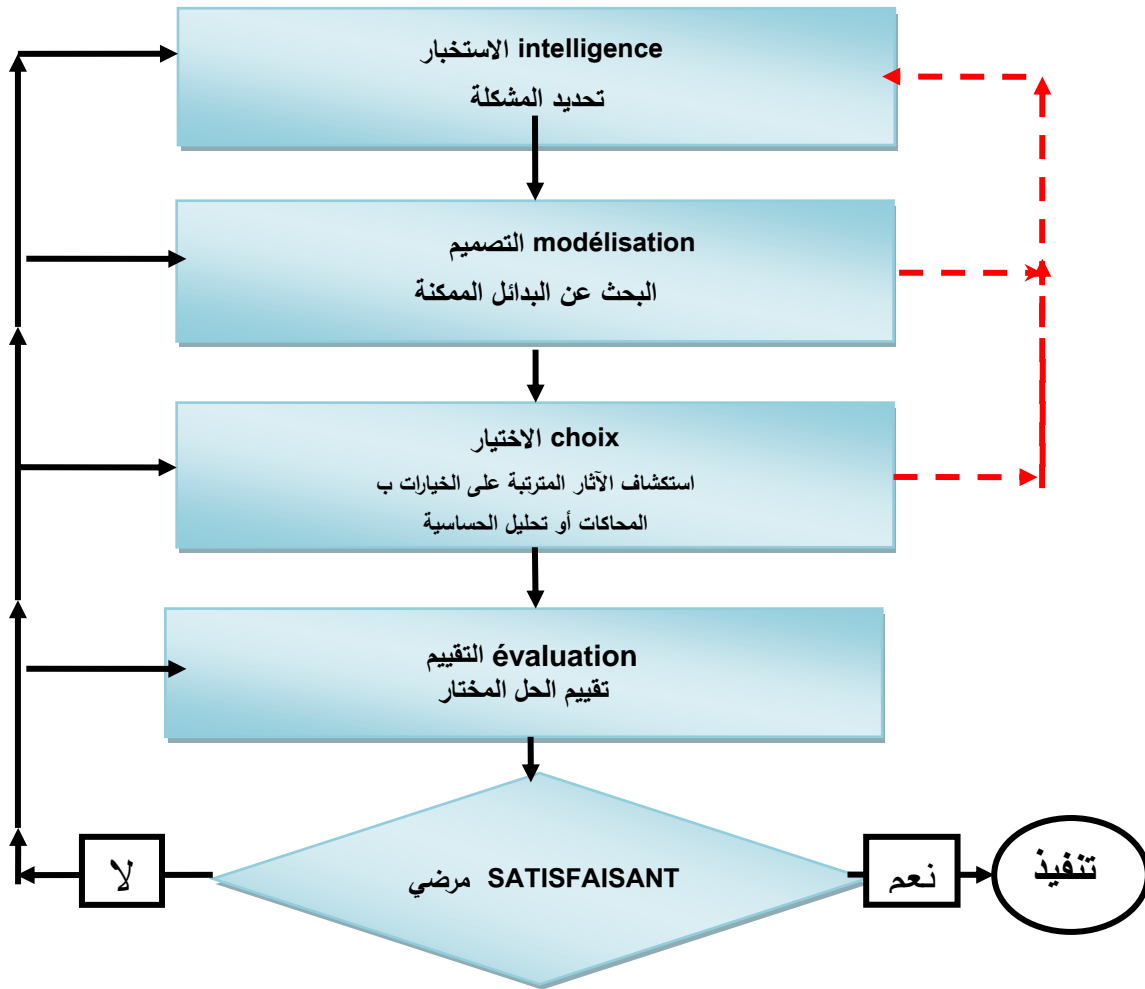 الاستخبار intelligence
تحديد المشكلة
التصميم modélisation
البحث عن البدائل الممكنة
الاختيار choix
استكشاف الآثار المترتبة على الخيارات ب
المحاكات أو تحليل الحساسية
التقييم évaluation
تقييم الحل المختار
مرضي SATISFAISANT
لا
نعم
تنفيذ